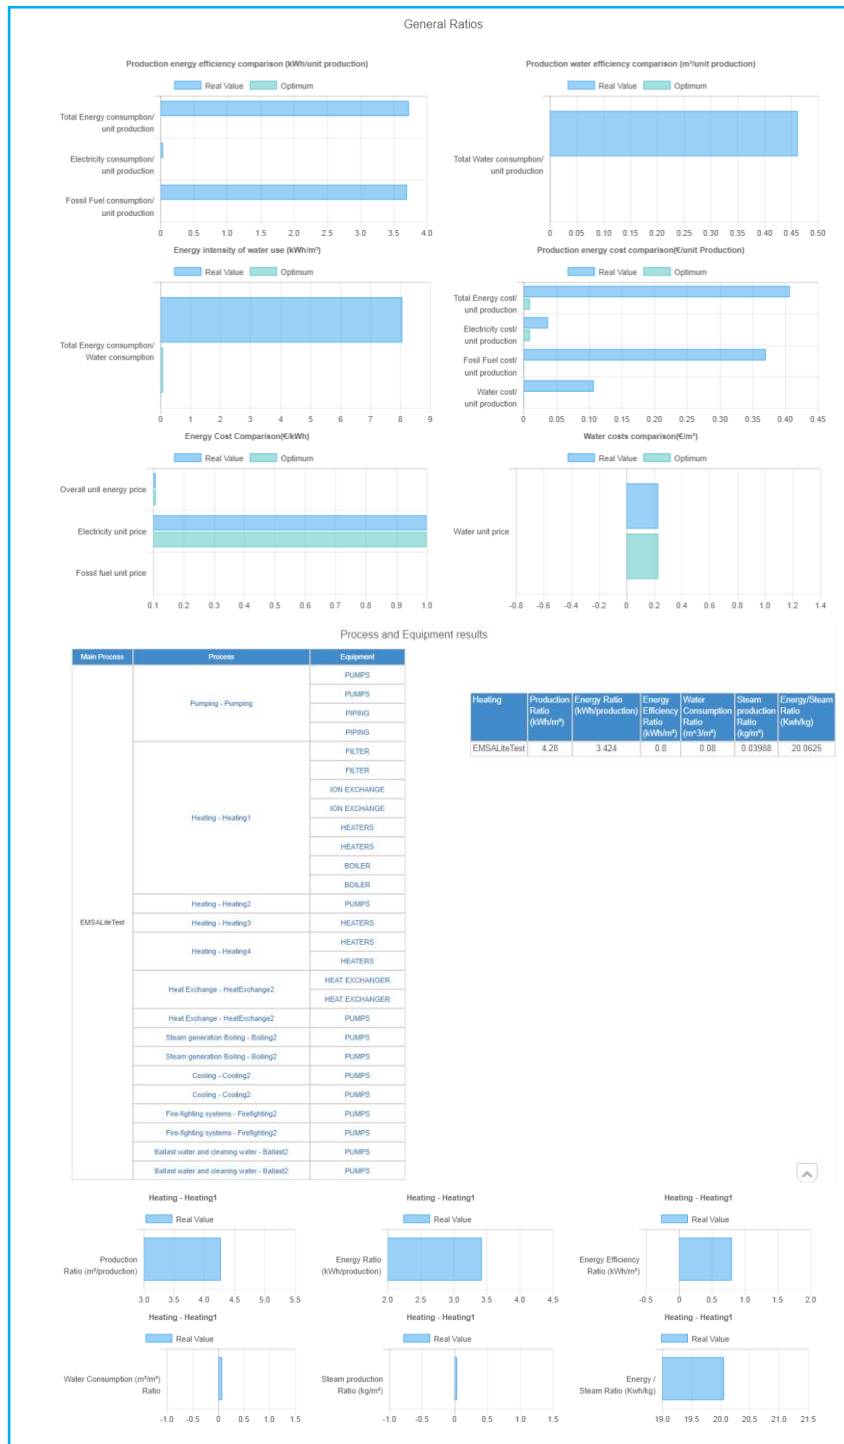 General Ratios
Production energy efficiency comparison (kWh/unit production)
Real Value
Optimum
Total Energy consumption/
unit production
Electricity consumption/
unit production
Fossil Fuel consumption/
unit production
0 0.5 1.0 1.5 2.0 2.5 3.0 3.5 4.0
Production water efficiency comparison (m³/unit production)
Real Value
Optimum
Total Water consumption/
unit production
0 0.05 0.10 0.15 0.20 0.25 0.30 0.35 0.40 0.45 0.50
Energy intensity of water use (kWh/m³)
Real Value
Optimum
Total Energy consumption/
Water consumption
0 1 2 3 4 5 6 7 8 9
Production energy cost comparison(€/unit Production)
Real Value
Optimum
Total Energy cost/
unit production
Electricity cost/
unit production
Fosil Fuel cost/
unit production
Water cost/
unit production
0 0.05 0.10 0.15 0.20 0.25 0.30 0.35 0.40 0.45
Energy Cost Comparison(€/kWh)
Real Value
Optimum
Overall unit energy price
Electricity unit price
Fossil fuel unit price
0.1 0.2 0.3 0.4 0.5 0.6 0.7 0.8 0.9 1.0
Water costs comparison(€/m³)
Real Value
Optimum
Water unit price
-0.8 -0.6 -0.4 -0.2 0 0.2 0.4 0.6 0.8 1.0 1.2 1.4
Process and Equipment results
Main Process Process Equipment
EMSALiteTest
Pumping - Pumping
PUMPS
PUMPS
PIPING
PIPING
Heating - Heating1
FILTER
FILTER
ION EXCHANGE
ION EXCHANGE
HEATERS
HEATERS
BOILER
BOILER
Heating - Heating2 PUMPS
Heating - Heating3 HEATERS
Heating - Heating4
HEATERS
HEATERS
Heat Exchange - HeatExchange2
HEAT EXCHANGER
HEAT EXCHANGER
Heat Exchange - HeatExchange2 PUMPS
Steam generation Boiling - Boiling2 PUMPS
Steam generation Boiling - Boiling2 PUMPS
Cooling - Cooling2 PUMPS
Cooling - Cooling2 PUMPS
Fire-fighting systems - Firefighting2 PUMPS
Fire-fighting systems - Firefighting2 PUMPS
Ballast water and cleaning water - Ballast2 PUMPS
Ballast water and cleaning water - Ballast2 PUMPS
Heating Production Energy Ratio Energy Water Steam Energy/Steam
Ratio (kWh/production) Efficiency Consumption production Ratio
(kWh/m³) Ratio Ratio Ratio (Kwh/kg)
(kWh/m³) (m^3/m³) (kg/m³)
EMSALiteTest 4.28 3.424 0.8 0.08 0.03988 20.0625
Heating - Heating1
Real Value
Production
Ratio (m³/production)
3.0 3.5 4.0 4.5 5.0 5.5
Heating - Heating1
Real Value
Energy Ratio
(kWh/production)
2.0 2.5 3.0 3.5 4.0 4.5
Heating - Heating1
Real Value
Energy Efficiency
Ratio (kWh/m³)
-0.5 0 0.5 1.0 1.5 2.0
Heating - Heating1
Real Value
Water Consumption (m³/m³)
Ratio
-1.0 -0.5 0 0.5 1.0 1.5
Heating - Heating1
Real Value
Steam production
Ratio (kg/m³)
-1.0 -0.5 0 0.5 1.0 1.5
Heating - Heating1
Real Value
Energy /
Steam Ratio (Kwh/kg)
19.0 19.5 20.0 20.5 21.0 21.5